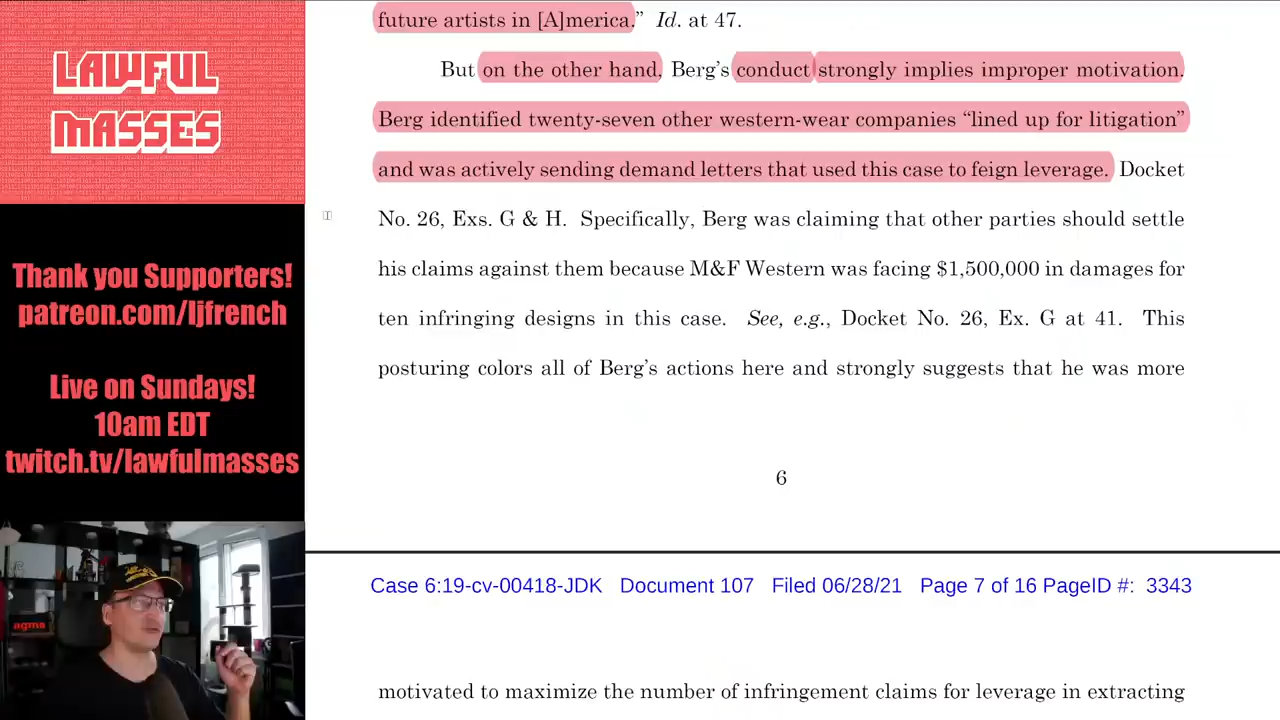 LAWFUL
MASSES
Thank you Supporters!
patreon.com/ljfrench
Live on Sundays!
10am EDT
twitch.tv/lawfulmasses
agma
future artists in [A]merica.” Id. at 47.
But on the other hand, Berg’s conduct strongly implies improper motivation.
Berg identified twenty-seven other western-wear companies “lined up for litigation”
and was actively sending demand letters that used this case to feign leverage. Docket
No. 26, Exs. G & H. Specifically, Berg was claiming that other parties should settle
his claims against them because M&F Western was facing $1,500,000 in damages for
ten infringing designs in this case. See, e.g., Docket No. 26, Ex. G at 41. This
posturing colors all of Berg’s actions here and strongly suggests that he was more
6
Case 6:19-cv-00418-JDK Document 107 Filed 06/28/21 Page 7 of 16 PageID #: 3343
motivated to maximize the number of infringement claims for leverage in extracting